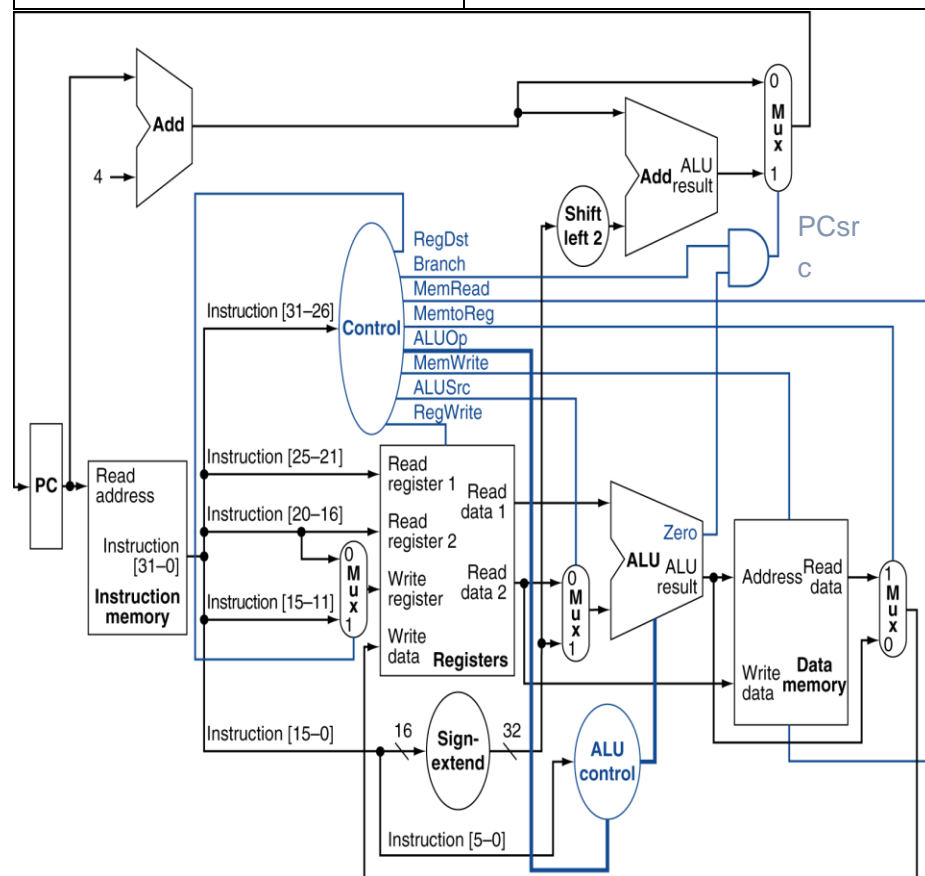 Add
4
Add
ALU
result
0
M
u
x
1
Shift
left 2
PCsr
c
RegDst
Branch
MemRead
MemtoReg
ALUOp
MemWrite
ALUSrc
RegWrite
Control
Instruction [31–26]
Instruction [25–21]
Instruction [20–16]
Instruction [15–11]
Instruction [15–0]
Instruction [5–0]
PC
Read
address
Instruction
[31–0]
Instruction
memory
0
M
u
x
1
Read
register 1
Read
register 2
Write
register
Write
data
Read
data 1
Read
data 2
Registers
0
M
u
x
1
Zero
ALU
ALU
result
Address
Read
data
Write
data
Data
memory
1
M
u
x
0
16
Sign-
extend
32
ALU
control